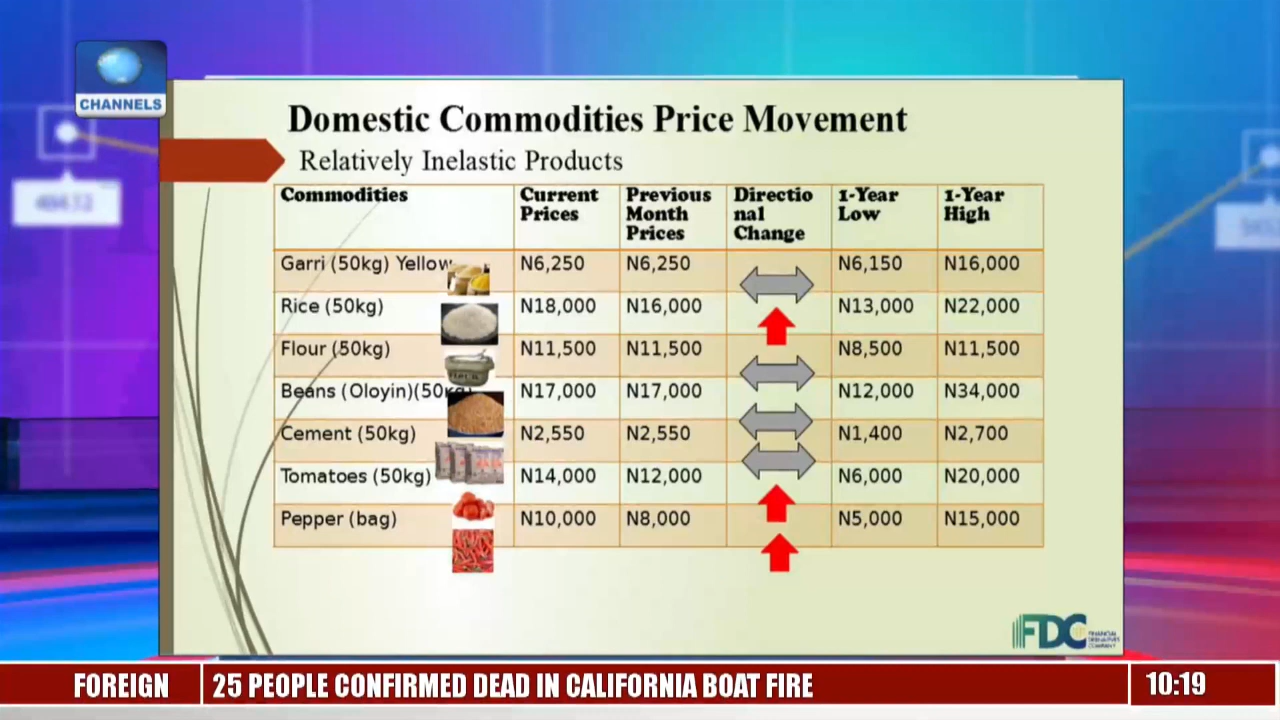 CHANNELS
Domestic Commodities Price Movement
Relatively Inelastic Products
Commodities Current Prices Previous Month Prices Directio nal Change 1-Year Low 1-Year High
Garri (50kg) Yellow N6,250 N6,250 N6,150 N16,000
Rice (50kg) N18,000 N16,000 N13,000 N22,000
Flour (50kg) N11,500 N11,500 N8,500 N11,500
Beans (Oloyin)(50kg) N17,000 N17,000 N12,000 N34,000
Cement (50kg) N2,550 N2,550 N1,400 N2,700
Tomatoes (50kg) N14,000 N12,000 N6,000 N20,000
Pepper (bag) N10,000 N8,000 N5,000 N15,000
FDC
FINANCIAL
DERIVATIVES
COMPANY
FOREIGN 25 PEOPLE CONFIRMED DEAD IN CALIFORNIA BOAT FIRE 10:19